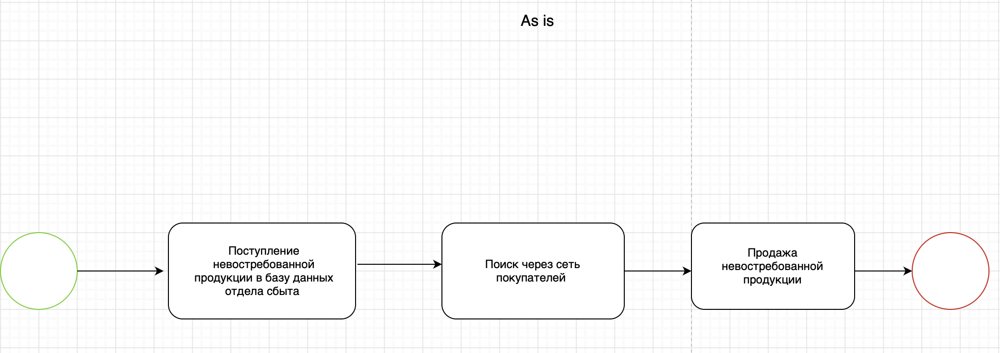 As is
Поступление
невостребованной
продукции в базу данных
отдела сбыта
Поиск через сеть
покупателей
Продажа
невостребованной
продукции